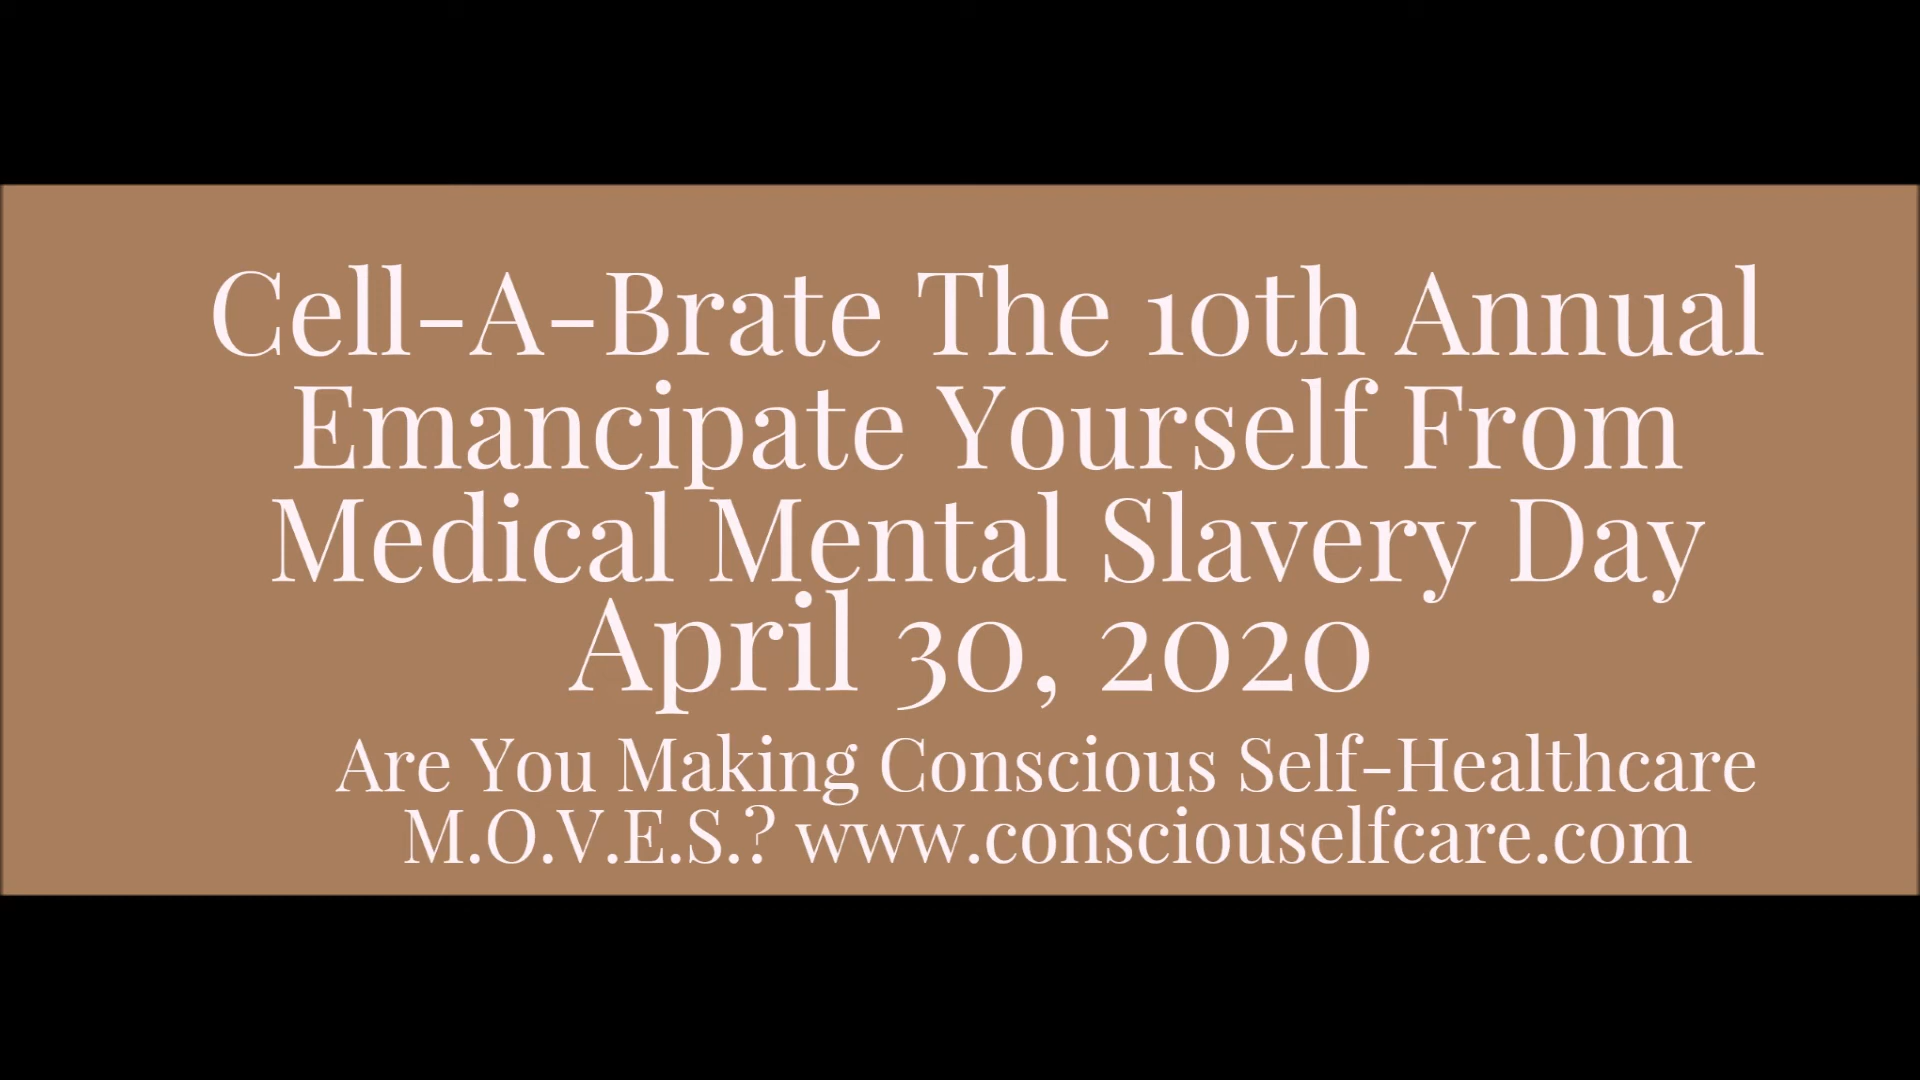 Cell-A-Brate The 10th Annual
Emancipate Yourself From
Medical Mental Slavery Day
April 30, 2020
Are You Making Conscious Self-Healthcare
M.O.V.E.S.? www.consciouselfcare.com